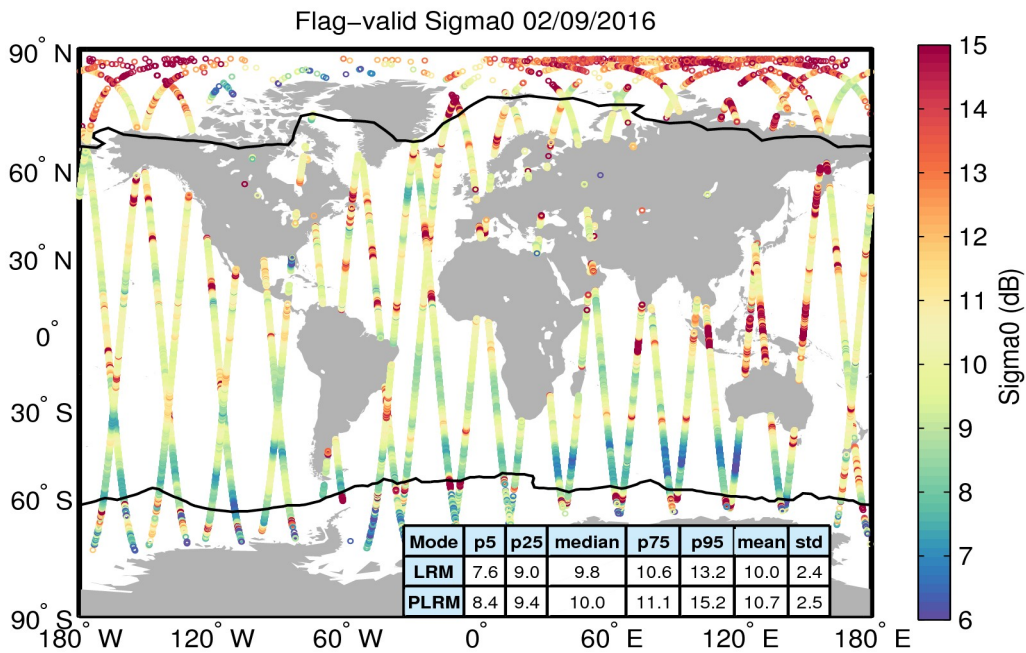 Flag-valid Sigma0 02/09/2016
90° N
60° N
30° N
0°
30° S
60° S
90° S
180° W
120° W
60° W
0°
60° E
120° E
180° E
Mode p5 p25 median p75 p95 mean std
LRM 7.6 9.0 9.8 10.6 13.2 10.0 2.4
PLRM 8.4 9.4 10.0 11.1 15.2 10.7 2.5
15
14
13
12
11
10
9
8
7
6
Sigma0 (dB)